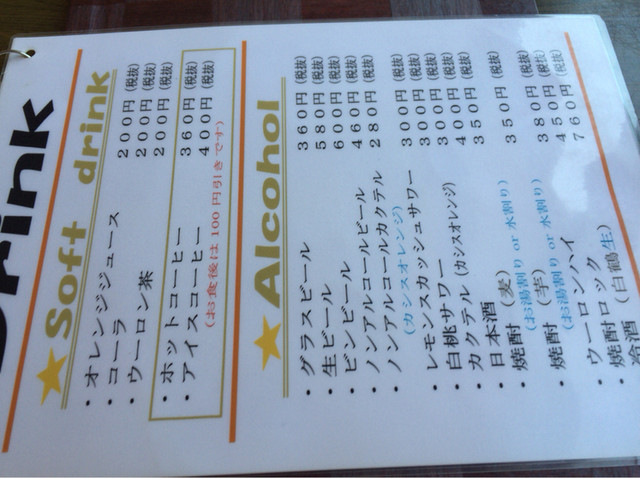 Drink
★Soft drink
・オレンジジュース 200円(税抜)
・コーラ 200円(税抜)
・ウーロン茶 200円(税抜)
・ホットコーヒー 360円(税抜)
・アイスコーヒー 400円(税抜)
(お食後は100円引きです)
★Alcohol
・グラスビール 360円(税抜)
・生ビール 580円(税抜)
・ビンビール 600円(税抜)
・ノンアルコールビール 460円(税抜)
・ノンアルコールカクテル 280円(税抜)
(カシスオレンジ)
・レモンスカッシュサワー 300円(税抜)
・白桃サワー 300円(税抜)
・カクテル(カシスオレンジ) 300円(税抜)
・日本酒 400円(税抜)
・焼酎(麦) 350円(税抜)
(お湯割り or 水割り)
・焼酎(芋) 350円(税抜)
(お湯割り or 水割り)
・ウーロンハイ 380円(税抜)
・焼酎ロック 450円(税抜)
冷酒(白鶴生) 760円(税抜)